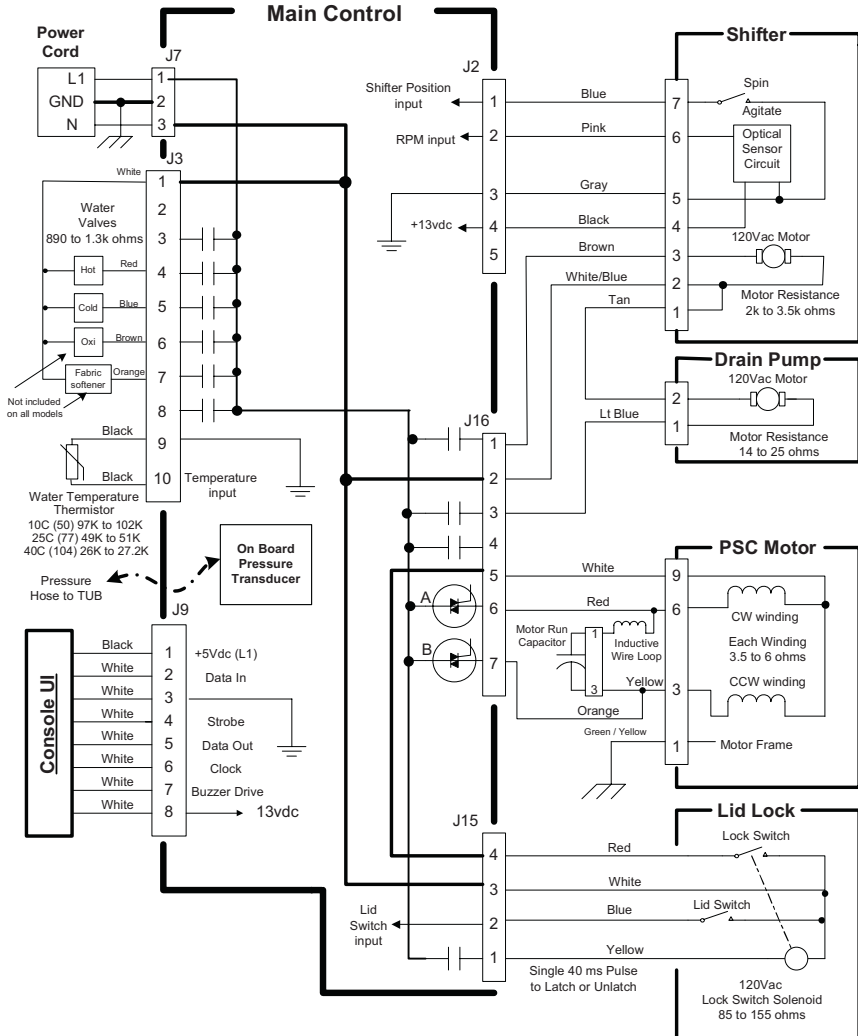 Main Control
Power
Cord
L1
GND
N
J7
1
2
3
J3
White
1
2
3
4
5
6
7
8
9
10
Water
Valves
890 to 1.3k ohms
Hot
Red
Cold
Blue
Oxi
Brown
Fabric
softener
Orange
Not included
on all models
Black
Black
Temperature
input
Water Temperature
Thermistor
10C (50) 97K to 102K
25C (77) 49K to 51K
40C (104) 26K to 27.2K
Pressure
Hose to TUB
On Board
Pressure
Transducer
J9
Console UI
Black
1
+5Vdc (L1)
White
2
Data In
White
3
White
4
Strobe
White
5
Data Out
White
6
Clock
White
7
Buzzer Drive
White
8
13vdc
J2
Shifter Position
input
1
Blue
7
RPM input
2
Pink
6
3
Gray
5
+13vdc
4
Black
4
5
Brown
3
White/Blue
2
Tan
1
Shifter
Spin
Agitate
Optical
Sensor
Circuit
120Vac Motor
Motor Resistance
2k to 3.5k ohms
Drain Pump
120Vac Motor
2
1
Lt Blue
Motor Resistance
14 to 25 ohms
J16
1
2
3
4
5
6
7
A
B
PSC Motor
White
9
Red
6
CW winding
Motor Run
Capacitor
1
3
Inductive
Wire Loop
Each Winding
3.5 to 6 ohms
Yellow
3
CCW winding
Orange
Green / Yellow
1
Motor Frame
J15
Lid Lock
4
Red
Lock Switch
3
White
Lid
Switch
input
2
Blue
Lid Switch
1
Yellow
Single 40 ms Pulse
to Latch or Unlatch
120Vac
Lock Switch Solenoid
85 to 155 ohms